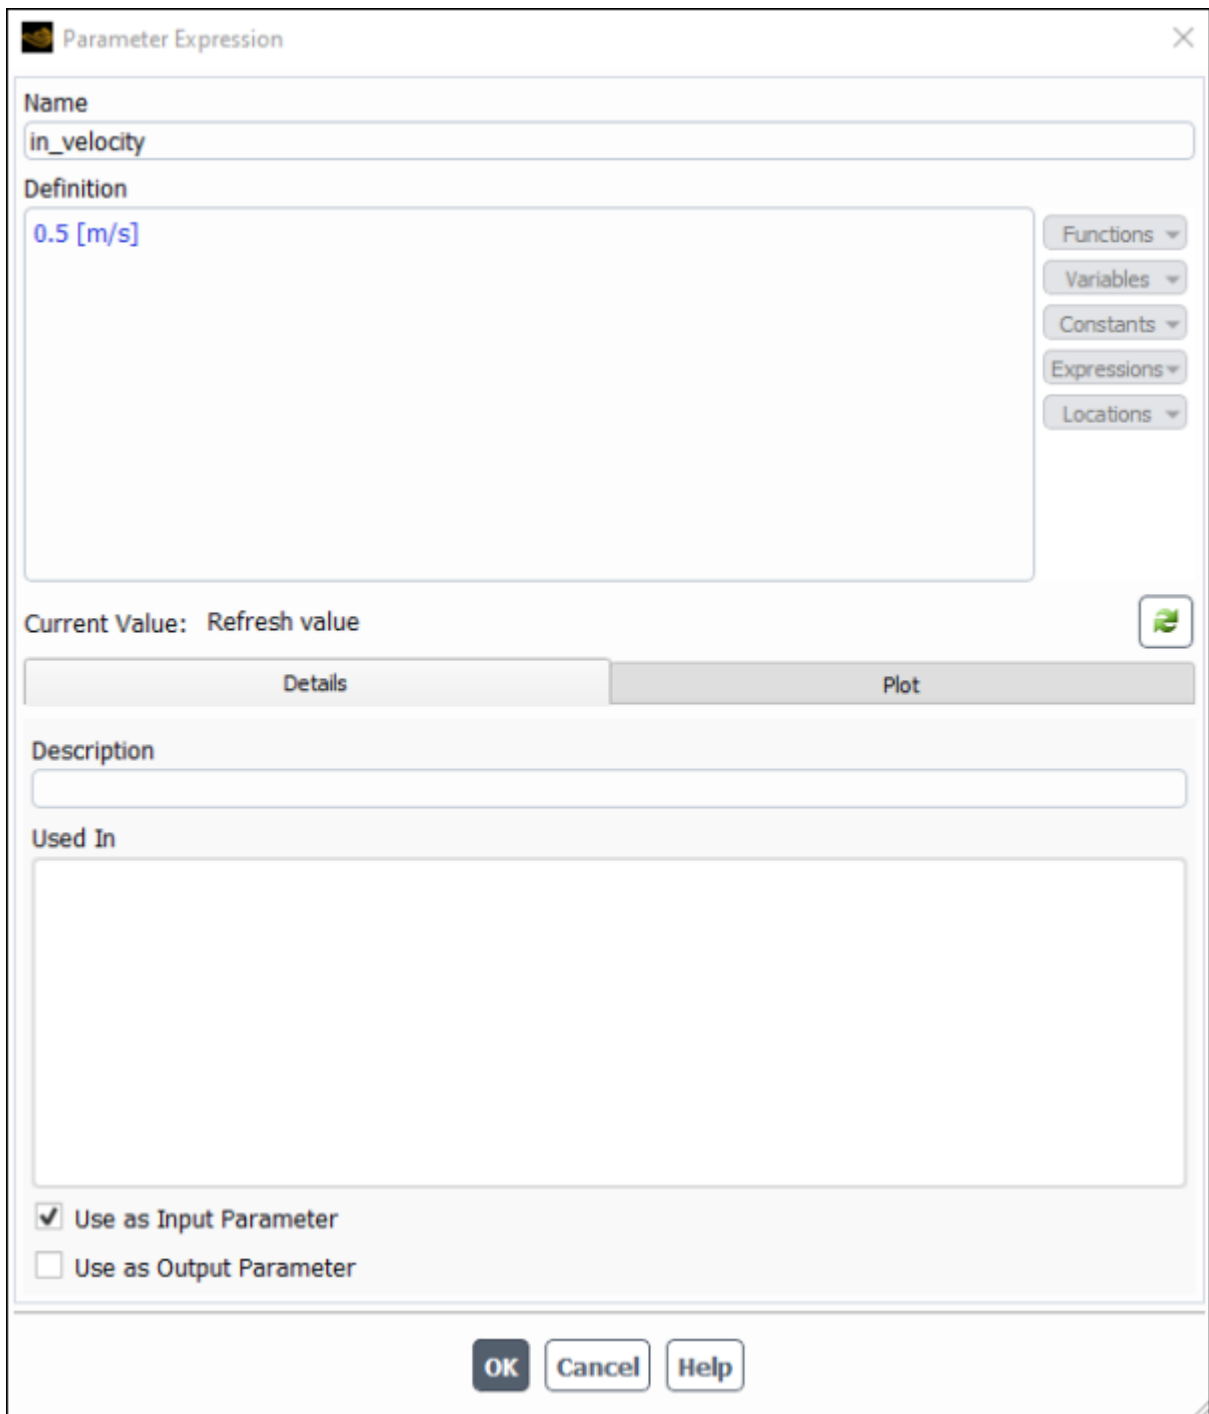 Parameter Expression
Name
in_velocity
Definition
0.5 [m/s]
Functions
Variables
Constants
Expressions
Locations
Current Value: Refresh value
Details Plot
Description
Used In
Use as Input Parameter
Use as Output Parameter
OK Cancel Help